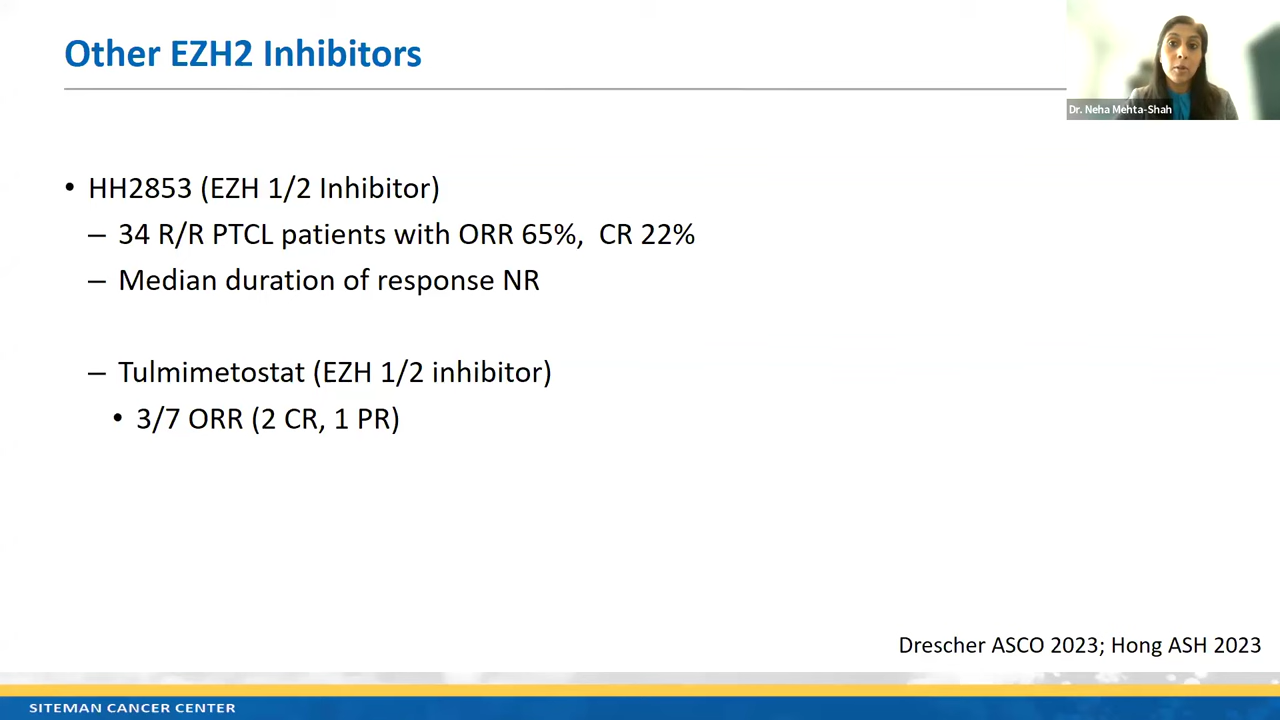 Other EZH2 Inhibitors
Dr. Neha Mehta-Shah
• HH2853 (EZH 1/2 Inhibitor)
– 34 R/R PTCL patients with ORR 65%, CR 22%
– Median duration of response NR
– Tulmimetostat (EZH 1/2 inhibitor)
• 3/7 ORR (2 CR, 1 PR)
Drescher ASCO 2023; Hong ASH 2023
SITEMAN CANCER CENTER